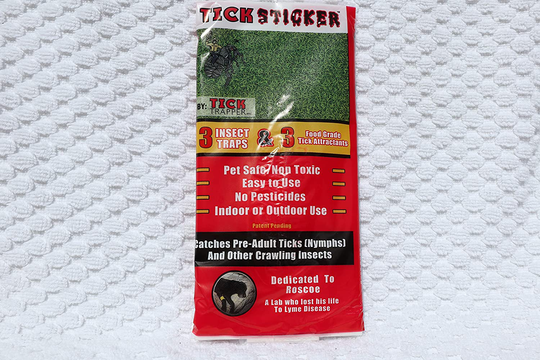 TICK STICKER
BY: TICK
TRAPPER
3 INSECT TRAPS & 3 Food Grade Tick Attractants
Pet Safe/Non Toxic
Easy to Use
No Pesticides
Indoor or Outdoor Use
Patent Pending
Catches Pre-Adult Ticks (Nymphs)
And Other Crawling Insects
Dedicated To
Roscoe
A Lab who lost his life
To Lyme Disease